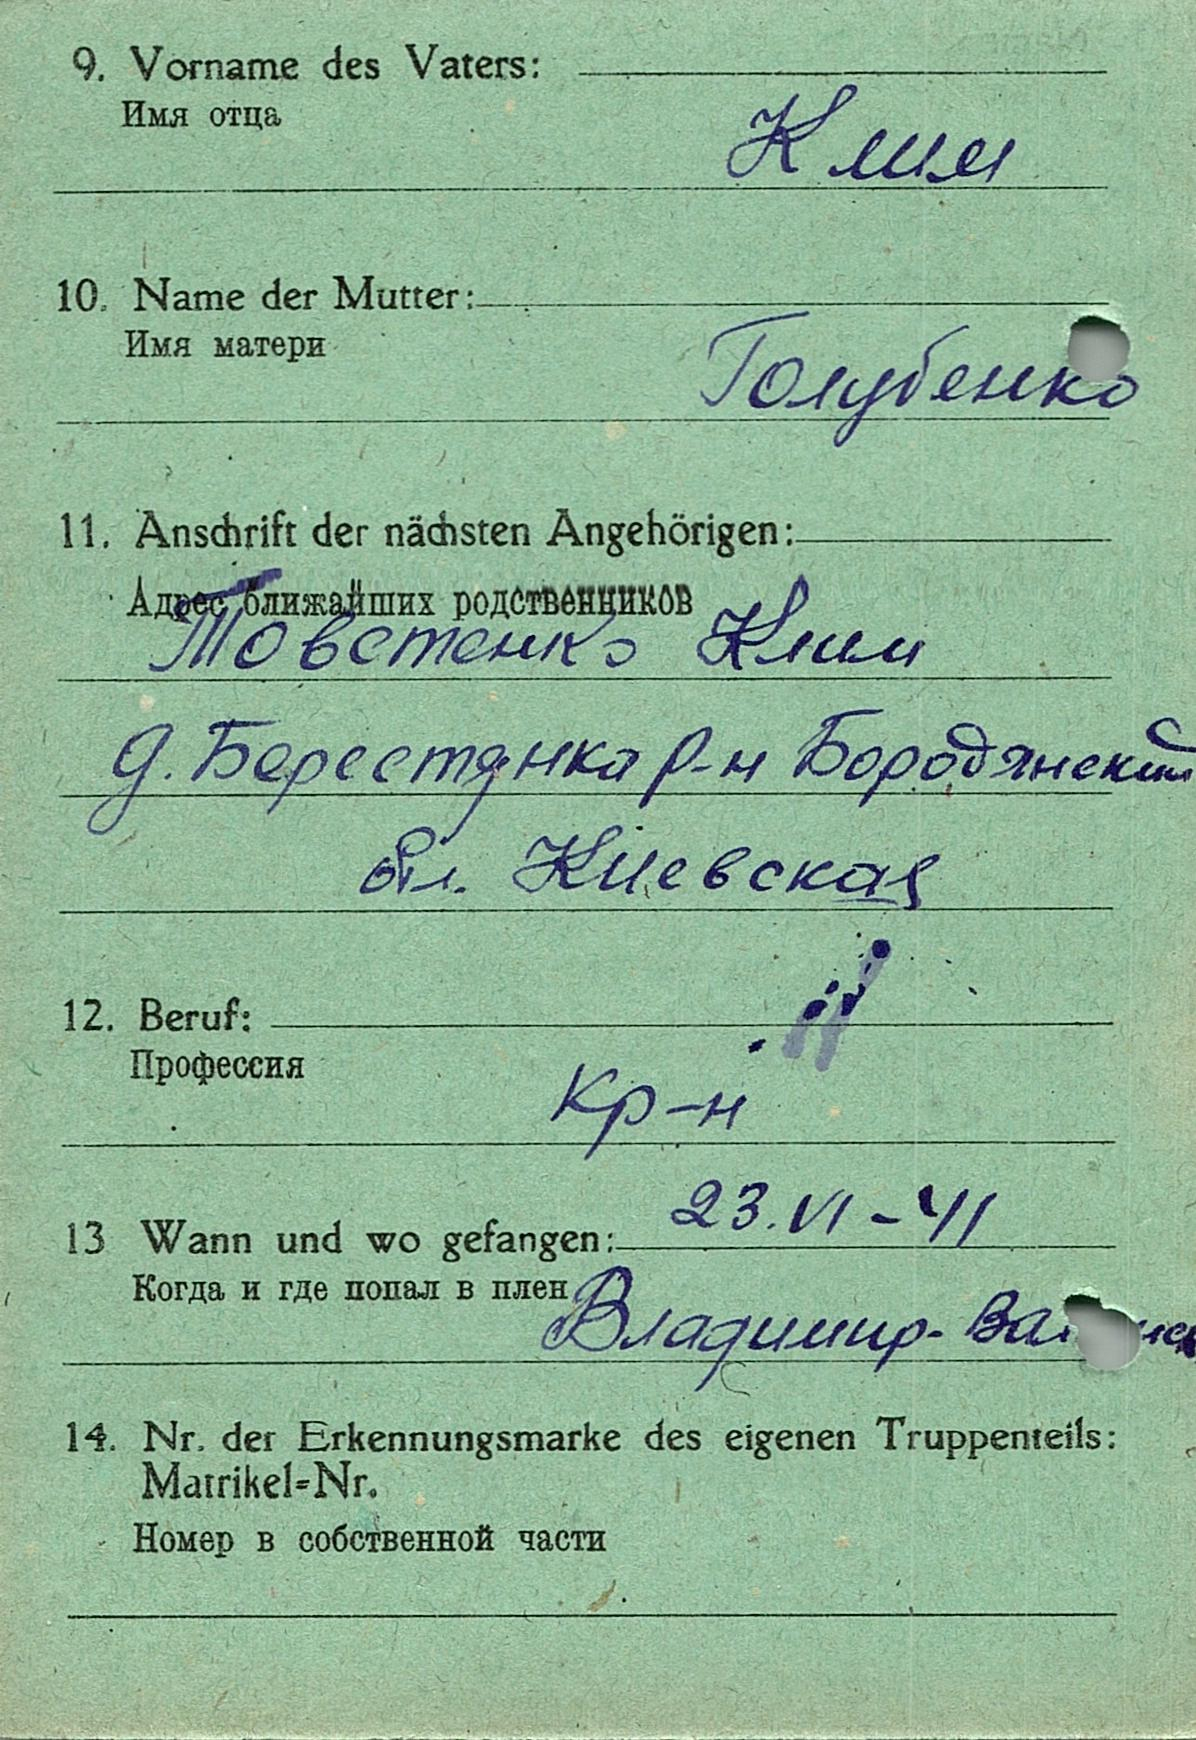 9. Vorname des Vaters:
Имя отца
Клим
10. Name der Mutter:
Имя матери
Голубенко
11. Anschrift der nächsten Angehörigen:
Адрес ближайших родственников
Товстенко Клим
д. Берестянка р-н Бородянский
обл. Киевская
12. Beruf:
Профессия
Кр-н
13 Wann und wo gefangen: 23.VI-41
Когда и где попал в плен
Владимир-
14. Nr. der Erkennungsmarke des eigenen Truppenteils:
Matrikel-Nr.
Номер в собственной части